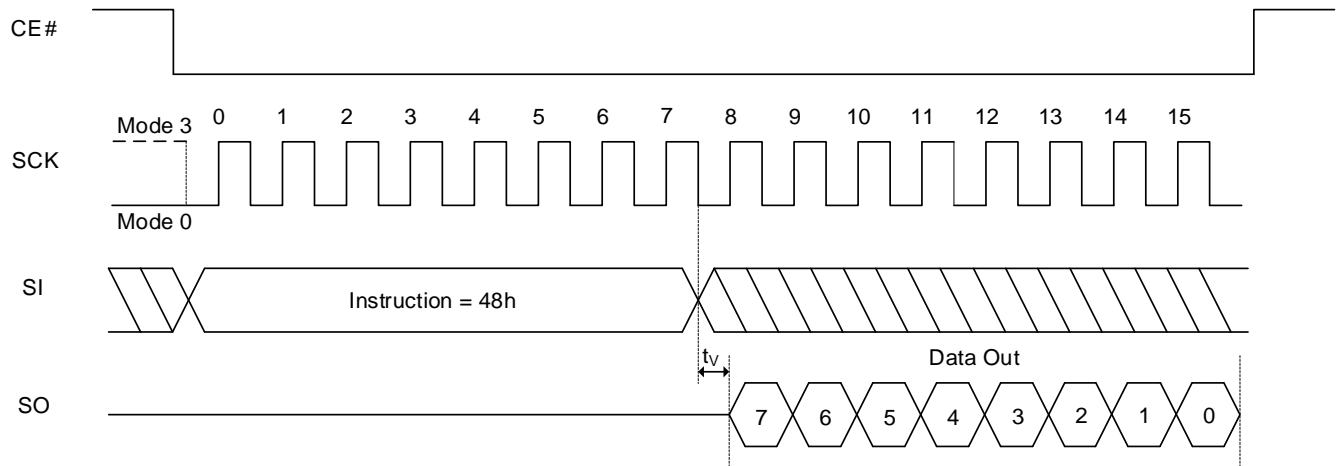 CE#
Mode 3
0 1 2 3 4 5 6 7 8 9 10 11 12 13 14 15
SCK
Mode 0
SI
Instruction = 48h
tV
Data Out
SO
7 6 5 4 3 2 1 0